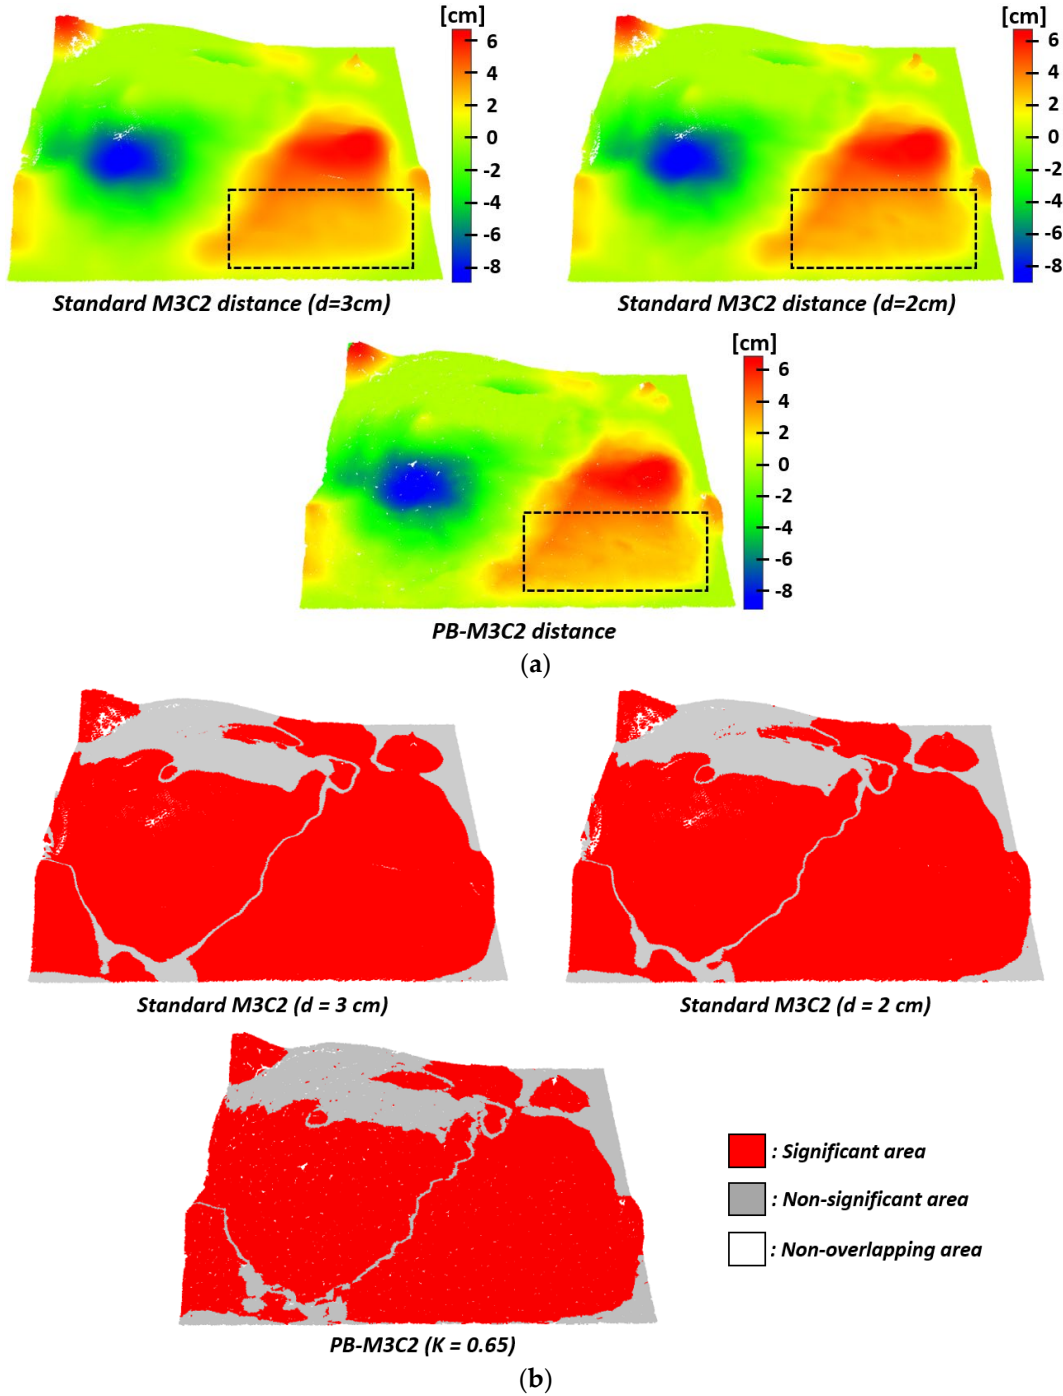 [cm]
6
4
2
0
-2
-4
-6
-8
Standard M3C2 distance (d=3cm)
[cm]
6
4
2
0
-2
-4
-6
-8
Standard M3C2 distance (d=2cm)
[cm]
6
4
2
0
-2
-4
-6
-8
PB-M3C2 distance
(a)
Standard M3C2 (d = 3 cm)
Standard M3C2 (d = 2 cm)
: Significant area
: Non-significant area
: Non-overlapping area
PB-M3C2 (K = 0.65)
(b)